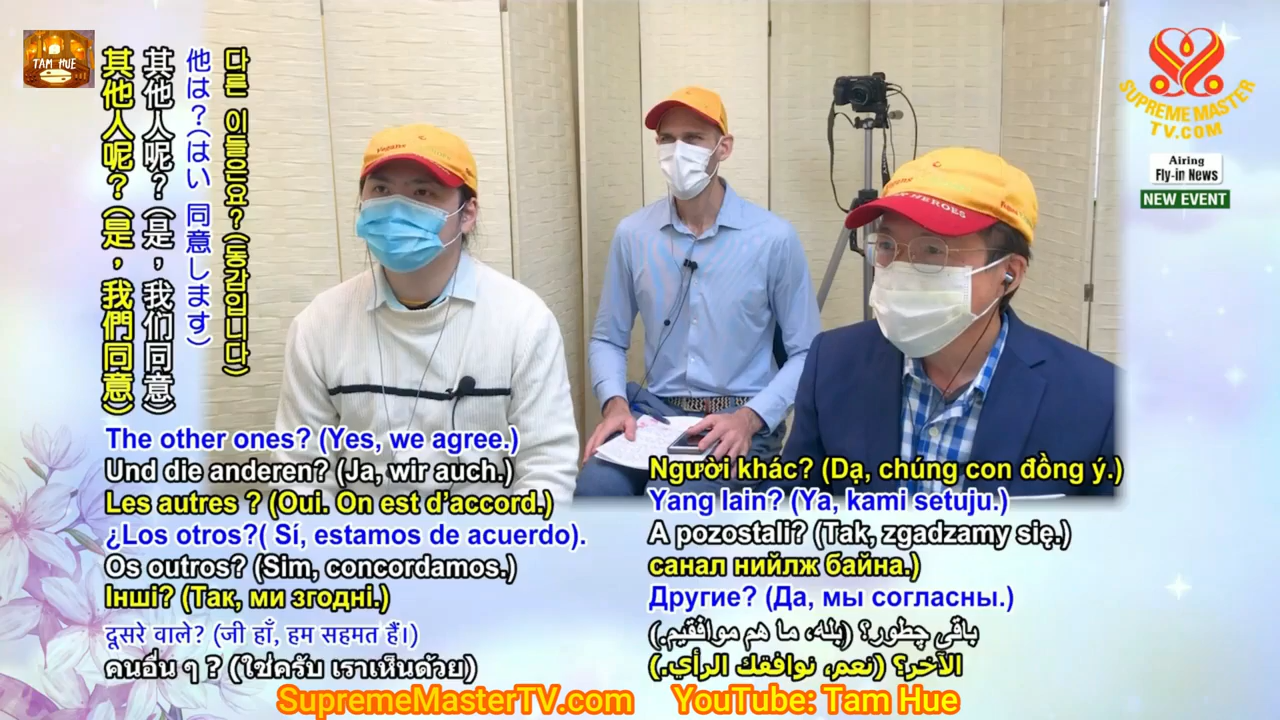 TAM HUE
其他人呢？(是，我們同意)
其他人呢？(是，我们同意)
他は？(はい 同意します)
다른 이들은요？(동감입니다)
SUPREME MASTER
TV.COM
Airing
Fly-in News
NEW EVENT
HEROES
The other ones? (Yes, we agree.)
Und die anderen? (Ja, wir auch.)
Les autres ? (Oui. On est d’accord.)
¿Los otros?( Sí, estamos de acuerdo).
Os outros? (Sim, concordamos.)
Інші? (Так, ми згодні.)
दूसरे वाले? (जी हाँ, हम सहमत हैं।)
คนอื่น ๆ ? (ใช่ครับ เราเห็นด้วย)
Người khác? (Dạ, chúng con đồng ý.)
Yang lain? (Ya, kami setuju.)
A pozostali? (Tak, zgadzamy się.)
санал нийлж байна.)
Другие? (Да, мы согласны.)
باقی چطور؟ (بله، ما هم موافقیم.)
الآخر؟ (نعم، نوافقك الرأي.)
SupremeMasterTV.com
YouTube: Tam Hue